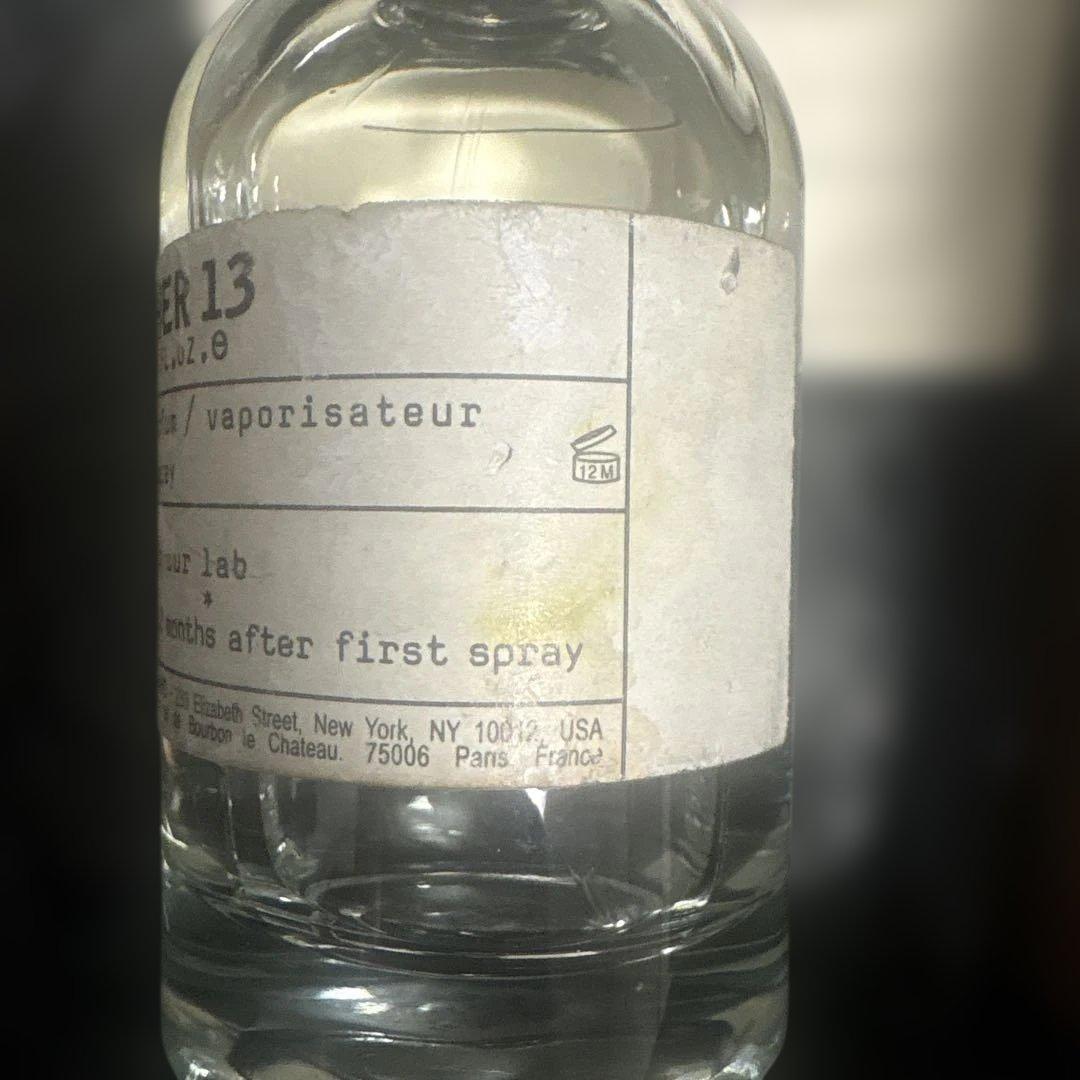 ER 13
.oz.e
/ vaporisateur
12M
our lab
*
months after first spray
Elizabeth Street, New York, NY 10012, USA
Bourbon le Chateau. 75006 Paris France